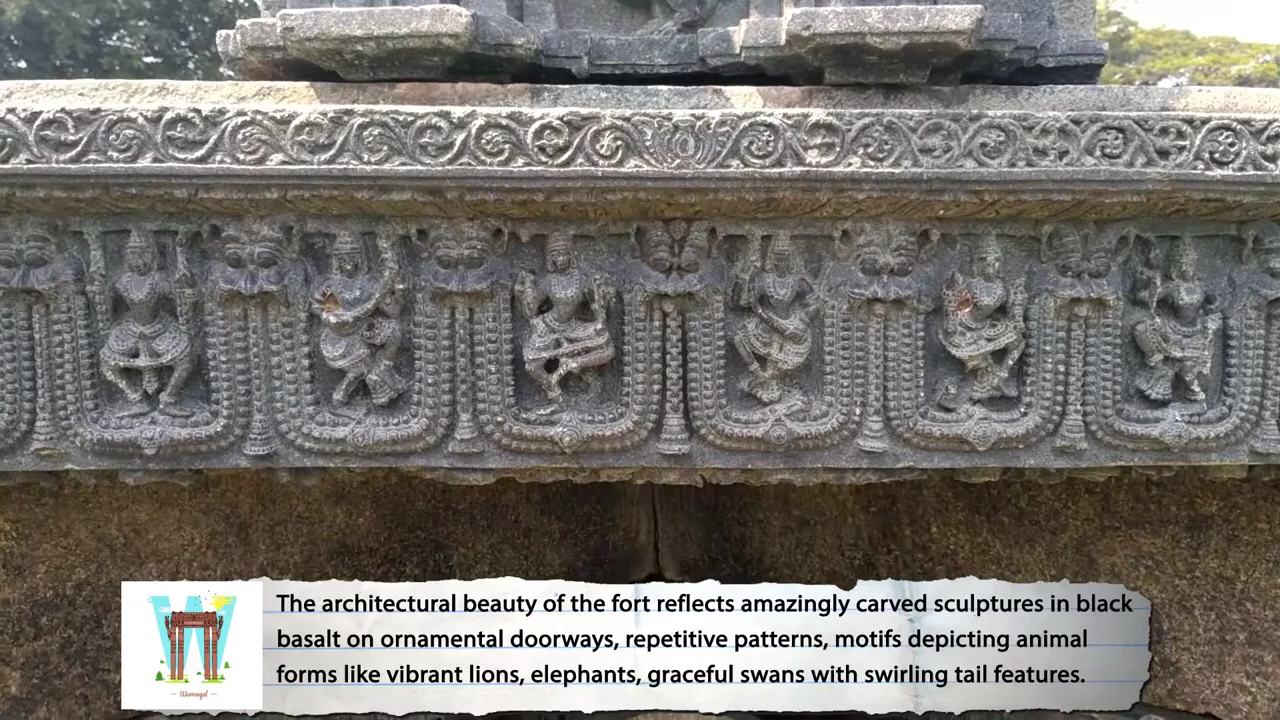 The architectural beauty of the fort reflects amazingly carved sculptures in black
basalt on ornamental doorways, repetitive patterns, motifs depicting animal
forms like vibrant lions, elephants, graceful swans with swirling tail features.
W
Warrangal